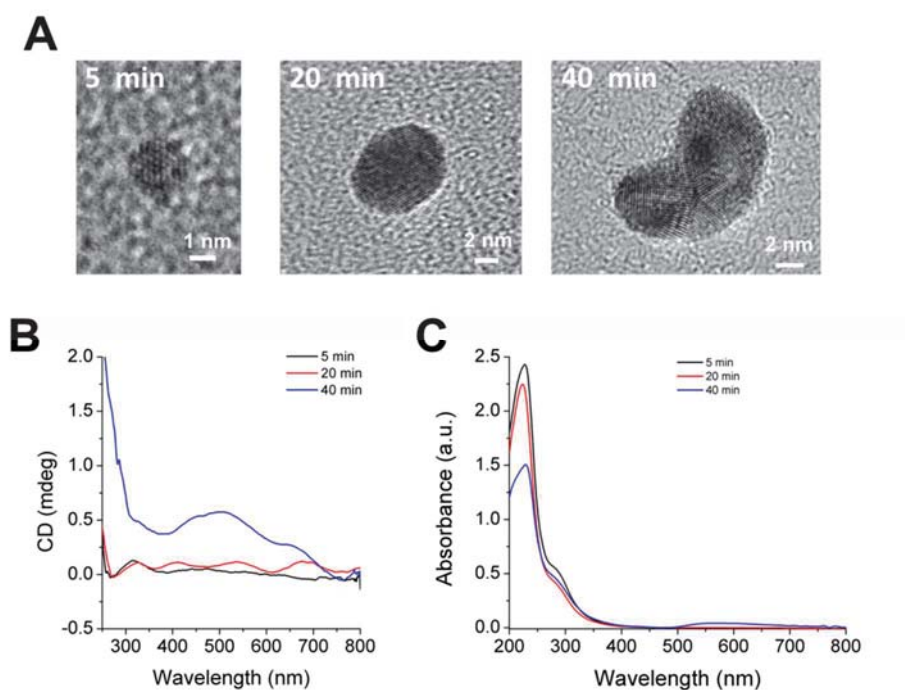 A
5 min
20 min
40 min
1 nm
2 nm
2 nm
B
5 min
20 min
40 min
2.0
1.5
1.0
0.5
0.0
-0.5
CD (mdeg)
300 400 500 600 700 800
Wavelength (nm)
C
5 min
20 min
40 min
2.5
2.0
1.5
1.0
0.5
0.0
Absorbance (a.u.)
200 300 400 500 600 700 800
Wavelength (nm)